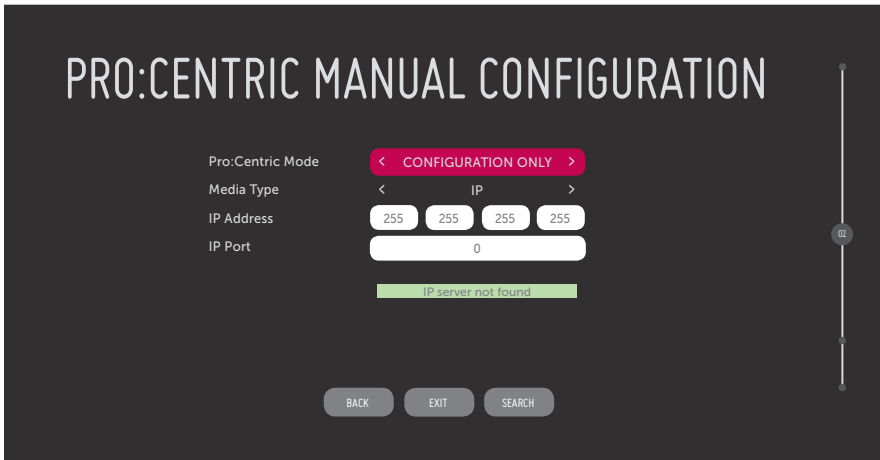 PRO:CENTRIC MANUAL CONFIGURATION
Pro:Centric Mode < CONFIGURATION ONLY >
Media Type < IP >
IP Address 255 255 255 255
IP Port 0
02
IP server not found
BACK EXIT SEARCH